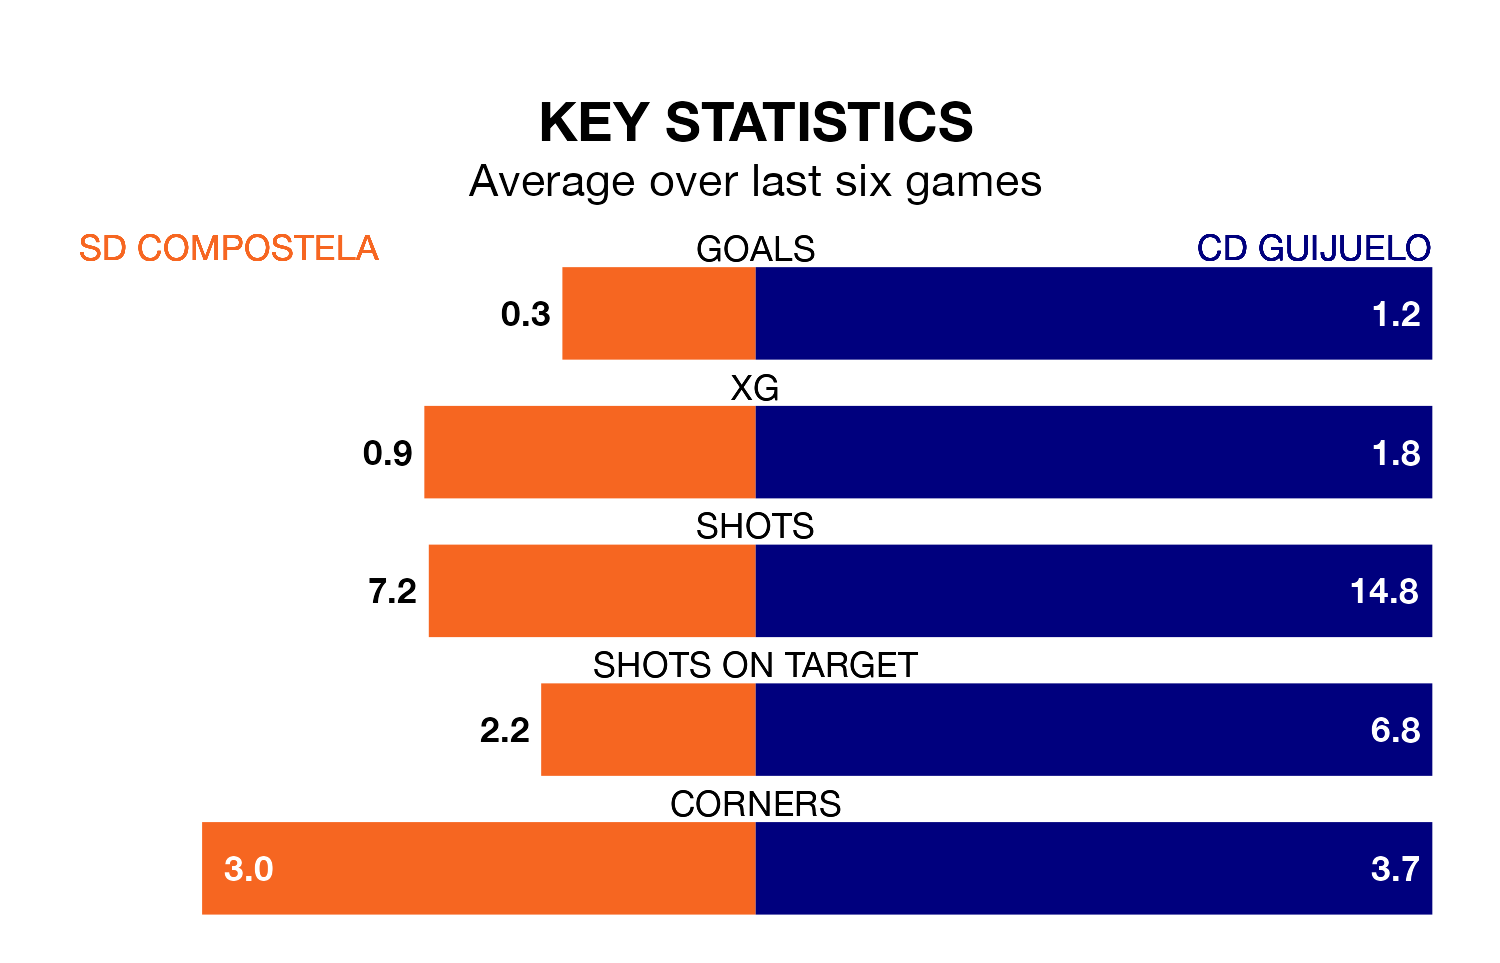 KEY STATISTICS
Average over last six games
SD COMPOSTELA GOALS CD GUIJUELO
0.3 1.2
XG
0.9 1.8
SHOTS
7.2 14.8
SHOTS ON TARGET
2.2 6.8
CORNERS
3.0 3.7